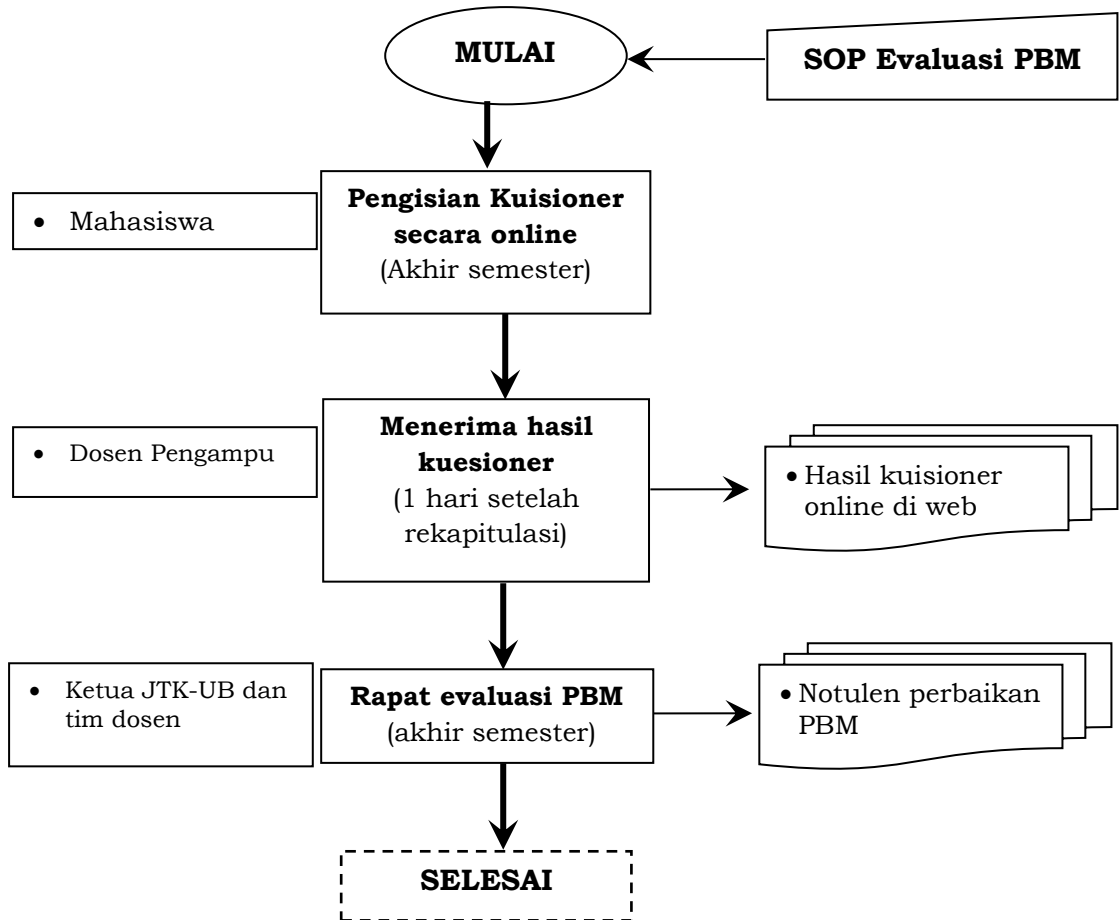 MULAI
SOP Evaluasi PBM
• Mahasiswa
Pengisian Kuisioner
secara online
(Akhir semester)
• Dosen Pengampu
Menerima hasil
kuesioner
(1 hari setelah
rekapitulasi)
• Hasil kuisioner
online di web
• Ketua JTK-UB dan
tim dosen
Rapat evaluasi PBM
(akhir semester)
• Notulen perbaikan
PBM
SELESAI